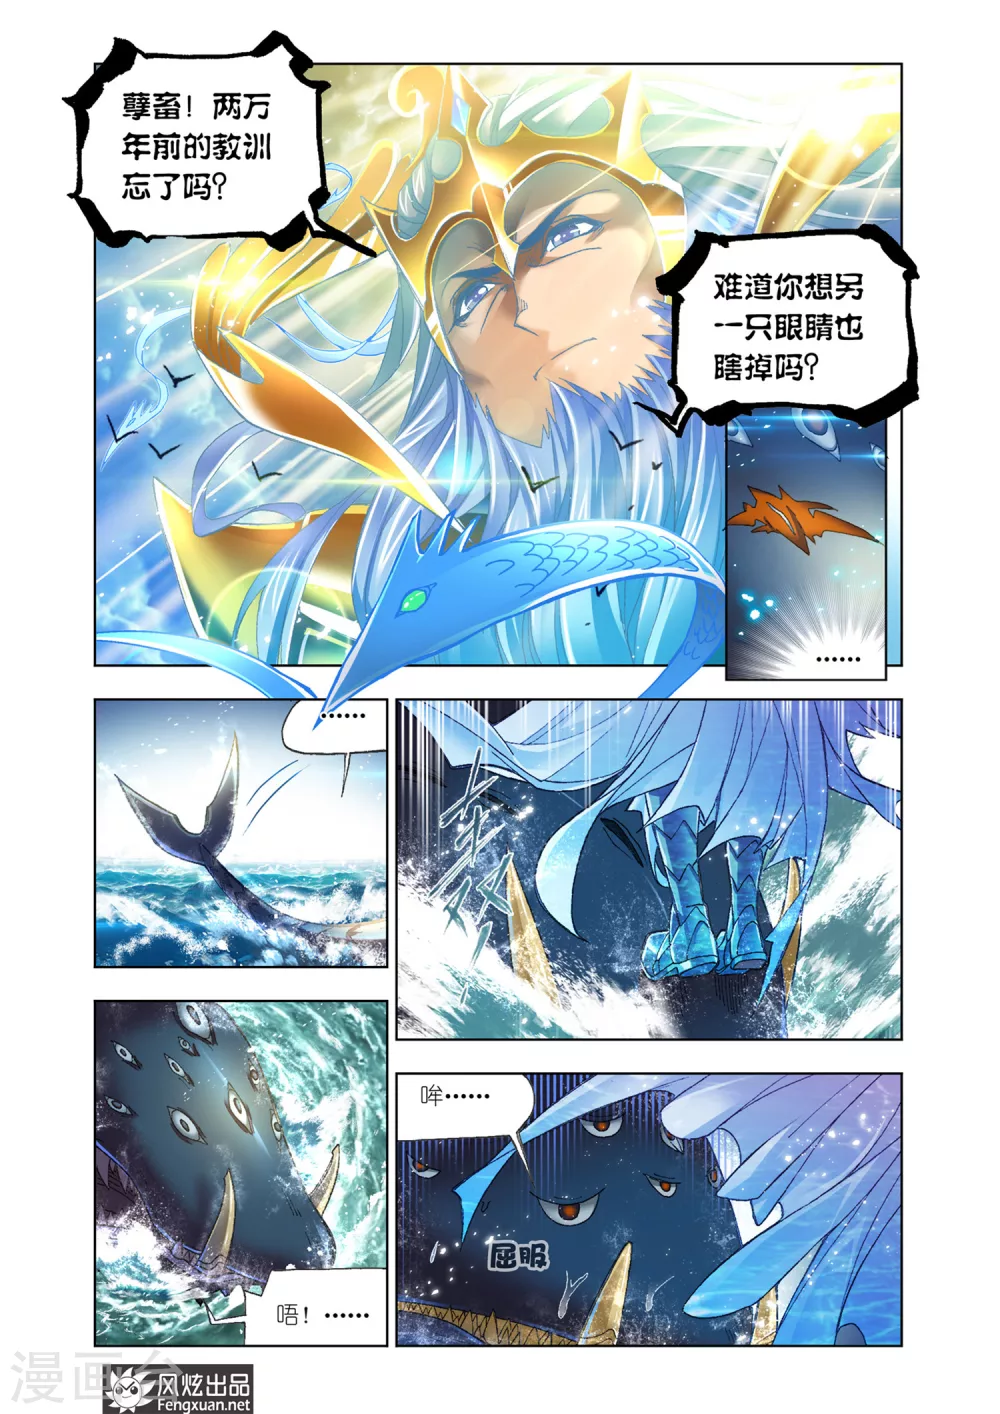 孽畜！两万
年前的教训
忘了吗？
难道你想另
一只眼睛也
瞎掉吗？
……
……
哞……
屈服
唔！……
漫画台
风炫出品
Fengxuan.net